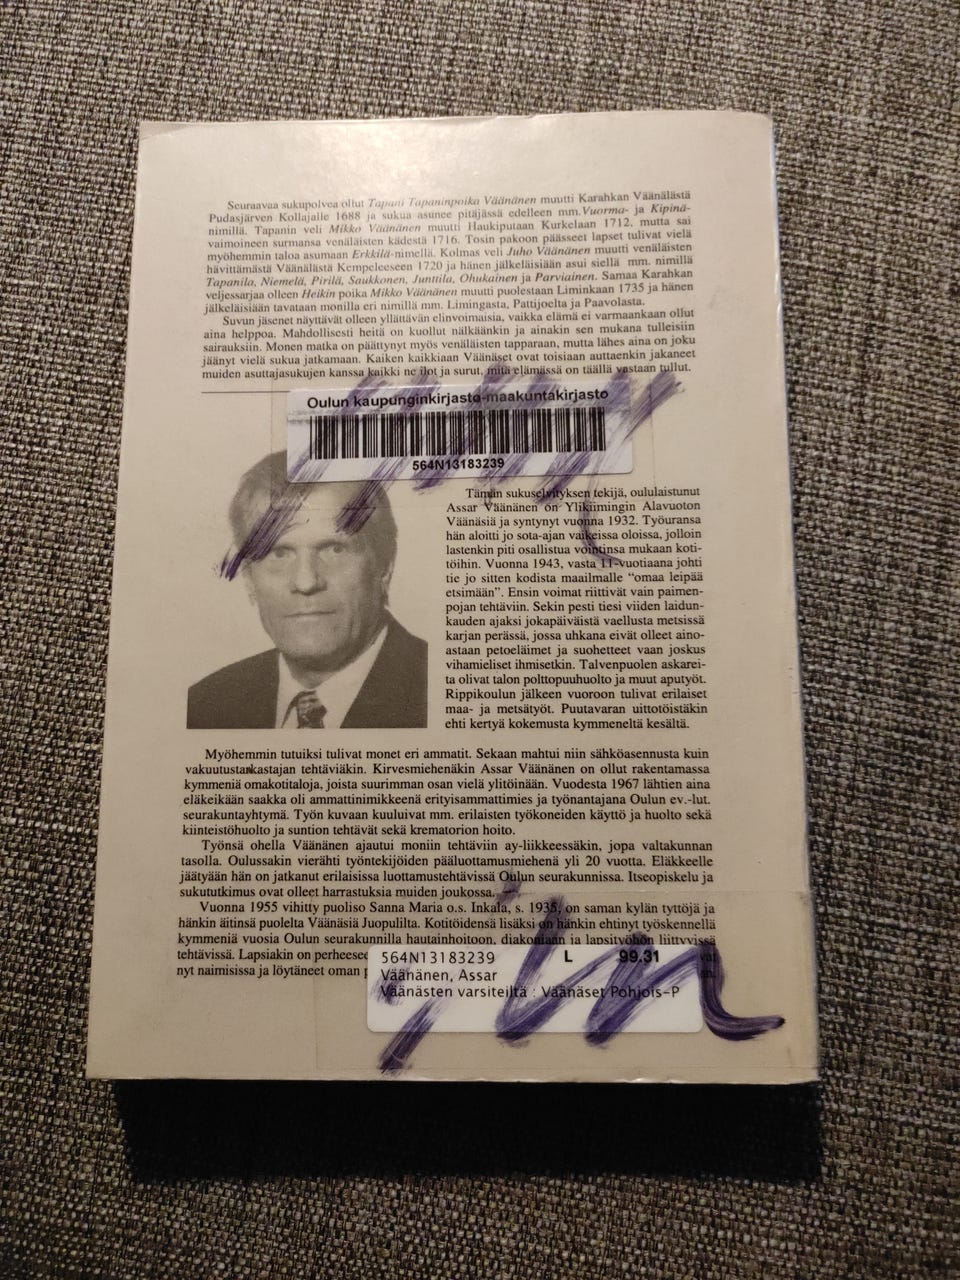 Seuraavaa sukupolvea ollut Tapani Tapaninpoika Väänänen muutti Karahkan Väänälästä
Pudasjärven Kollajalle 1688 ja sukua asunee pitäjässä edelleen mm. Vuorma- ja Kipinä-
nimillä. Tapanin veli Mikko Väänänen muutti Haukiputaan Kurkelaan 1712, mutta sai
vaimoineen surmansa venäläisten kädestä 1716. Tosin pakoon päässeet lapset tulivat vielä
myöhemmin taloa asumaan Erkkilä-nimellä. Kolmas veli Juho Väänänen muutti venäläisten
hävittämästä Väänälästä Kempeleeseen 1720 ja hänen jälkeläisiään asui siellä mm. nimillä
Tapanila, Niemelä, Pirilä, Saukkonen, Junttila, Ohukainen ja Parviainen. Samaa Karahkan
veljessarjaa olleen Heikin poika Mikko Väänänen muutti puolestaan Liminkaan 1735 ja hänen
jälkeläisiään tavataan monilla eri nimillä mm. Limingasta, Pattijoelta ja Paavolasta.
Suvun jäsenet näyttävät olleen yllättävän elinvoimaisia, vaikka elämä ei varmaankaan ollut
aina helppoa. Mahdollisesti heitä on kuollut nälkäänkin ja ainakin sen mukana tulleisiin
sairauksiin. Monen matka on päättynyt myös venäläisten tapparaan, mutta lähes aina on joku
jäänyt vielä sukua jatkamaan. Kaiken kaikkiaan Väänäset ovat toisiaan auttaenkin jakaneet
muiden asuttajasukujen kanssa kaikki ne ilot ja surut, mitä elämässä on täällä vastaan tullut.
Oulun kaupunginkirjasto-maakuntakirjasto
564N13183239
Tämän sukuselvityksen tekijä, oululaistunut
Assar Väänänen on Ylikiimingin Alavuoton
Väänäsiä ja syntynyt vuonna 1932. Työuransa
hän aloitti jo sota-ajan vaikeissa oloissa, jolloin
lastenkin piti osallistua vointinsa mukaan koti-
töihin. Vuonna 1943, vasta 11-vuotiaana johti
tie jo sitten kodista maailmalle “omaa leipää
etsimään”. Ensin voimat riittivät vain paimen-
pojan tehtäviin. Sekin pesti tiesi viiden laidun-
kauden ajaksi jokapäiväistä vaellusta metsissä
karjan perässä, jossa uhkana eivät olleet aino-
astaan petoeläimet ja suohetteet vaan joskus
vihamieliset ihmisetkin. Talvenpuolen askarei-
ta olivat talon polttopuuhuolto ja muut aputyöt.
Rippikoulun jälkeen vuoroon tulivat erilaiset
maa- ja metsätyöt. Puutavaran uittotöistäkin
ehti kertyä kokemusta kymmeneltä kesältä.
Myöhemmin tutuiksi tulivat monet eri ammatit. Sekaan mahtui niin sähköasennusta kuin
vakuutustarkastajan tehtäviäkin. Kirvesmiehenäkin Assar Väänänen on ollut rakentamassa
kymmeniä omakotitaloja, joista suurimman osan vielä ylitöinään. Vuodesta 1967 lähtien aina
eläkeikään saakka oli ammattinimikkeenä erityisammattimies ja työnantajana Oulun ev.-lut.
seurakuntayhtymä. Työn kuvaan kuuluivat mm. erilaisten työkoneiden käyttö ja huolto sekä
kiinteistöhuolto ja suntion tehtävät sekä krematorion hoito.
Työnsä ohella Väänänen ajautui moniin tehtäviin ay-liikkeessäkin, jopa valtakunnan
tasolla. Oulussakin vierähti työntekijöiden pääluottamusmiehenä yli 20 vuotta. Eläkkeelle
jäätyään hän on jatkanut erilaisissa luottamustehtävissä Oulun seurakunnissa. Itseopiskelu ja
sukututkimus ovat olleet harrastuksia muiden joukossa.
Vuonna 1955 vihitty puoliso Sanna Maria o.s. Inkala, s. 1935, on saman kylän tyttöjä ja
hänkin äitinsä puolelta Väänäsiä Juopulilta. Kotitöidensä lisäksi on hänkin ehtinyt työskennellä
kymmeniä vuosia Oulun seurakunnilla hautainhoitoon, diakoniaan ja lapsityöhön liittyvissä
tehtävissä. Lapsiakin on perheese
nyt naimisissa ja löytäneet oman
564N13183239 L 99.31
Väänänen, Assar
Väänästen varsiteiltä : Väänäset Pohjois-P